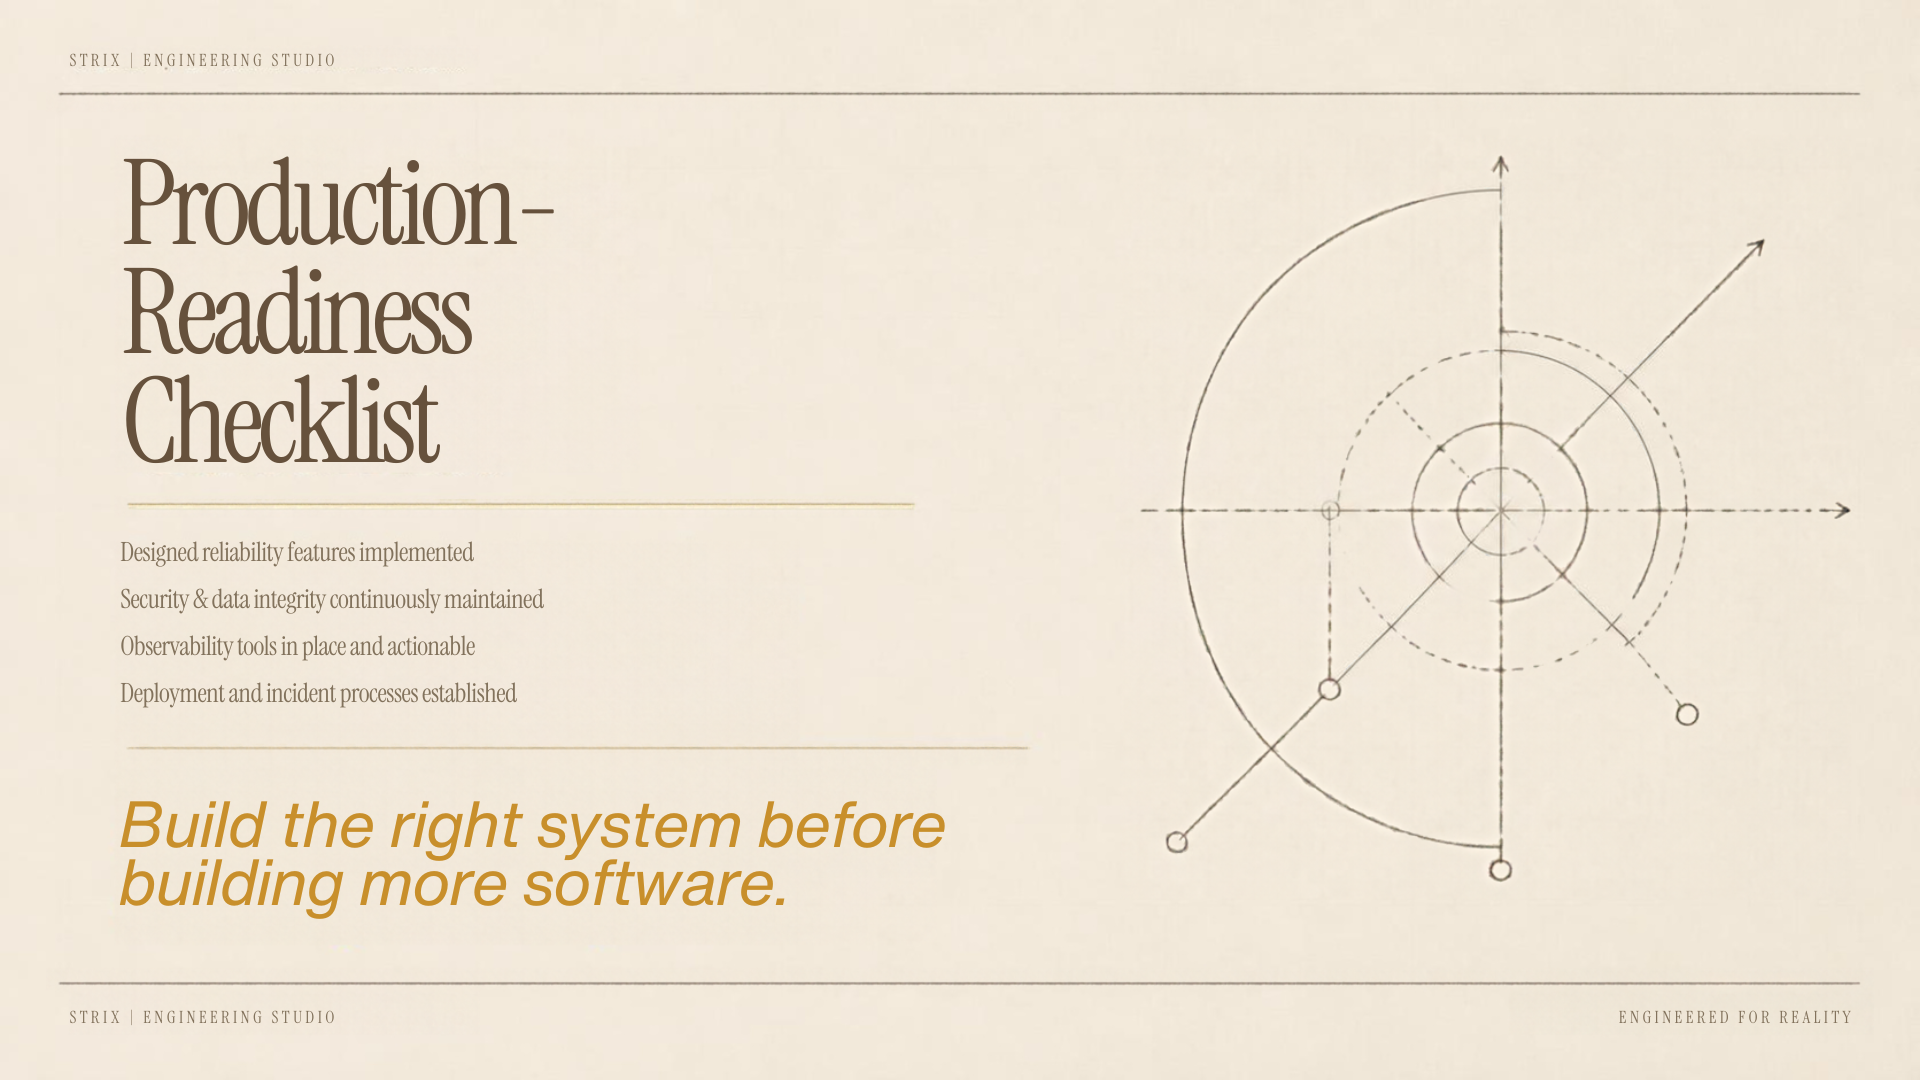 STRIX | ENGINEERING STUDIO
Production-
Readiness
Checklist
Designed reliability features implemented
Security & data integrity continuously maintained
Observability tools in place and actionable
Deployment and incident processes established
Build the right system before
building more software.
STRIX | ENGINEERING STUDIO
ENGINEERED FOR REALITY